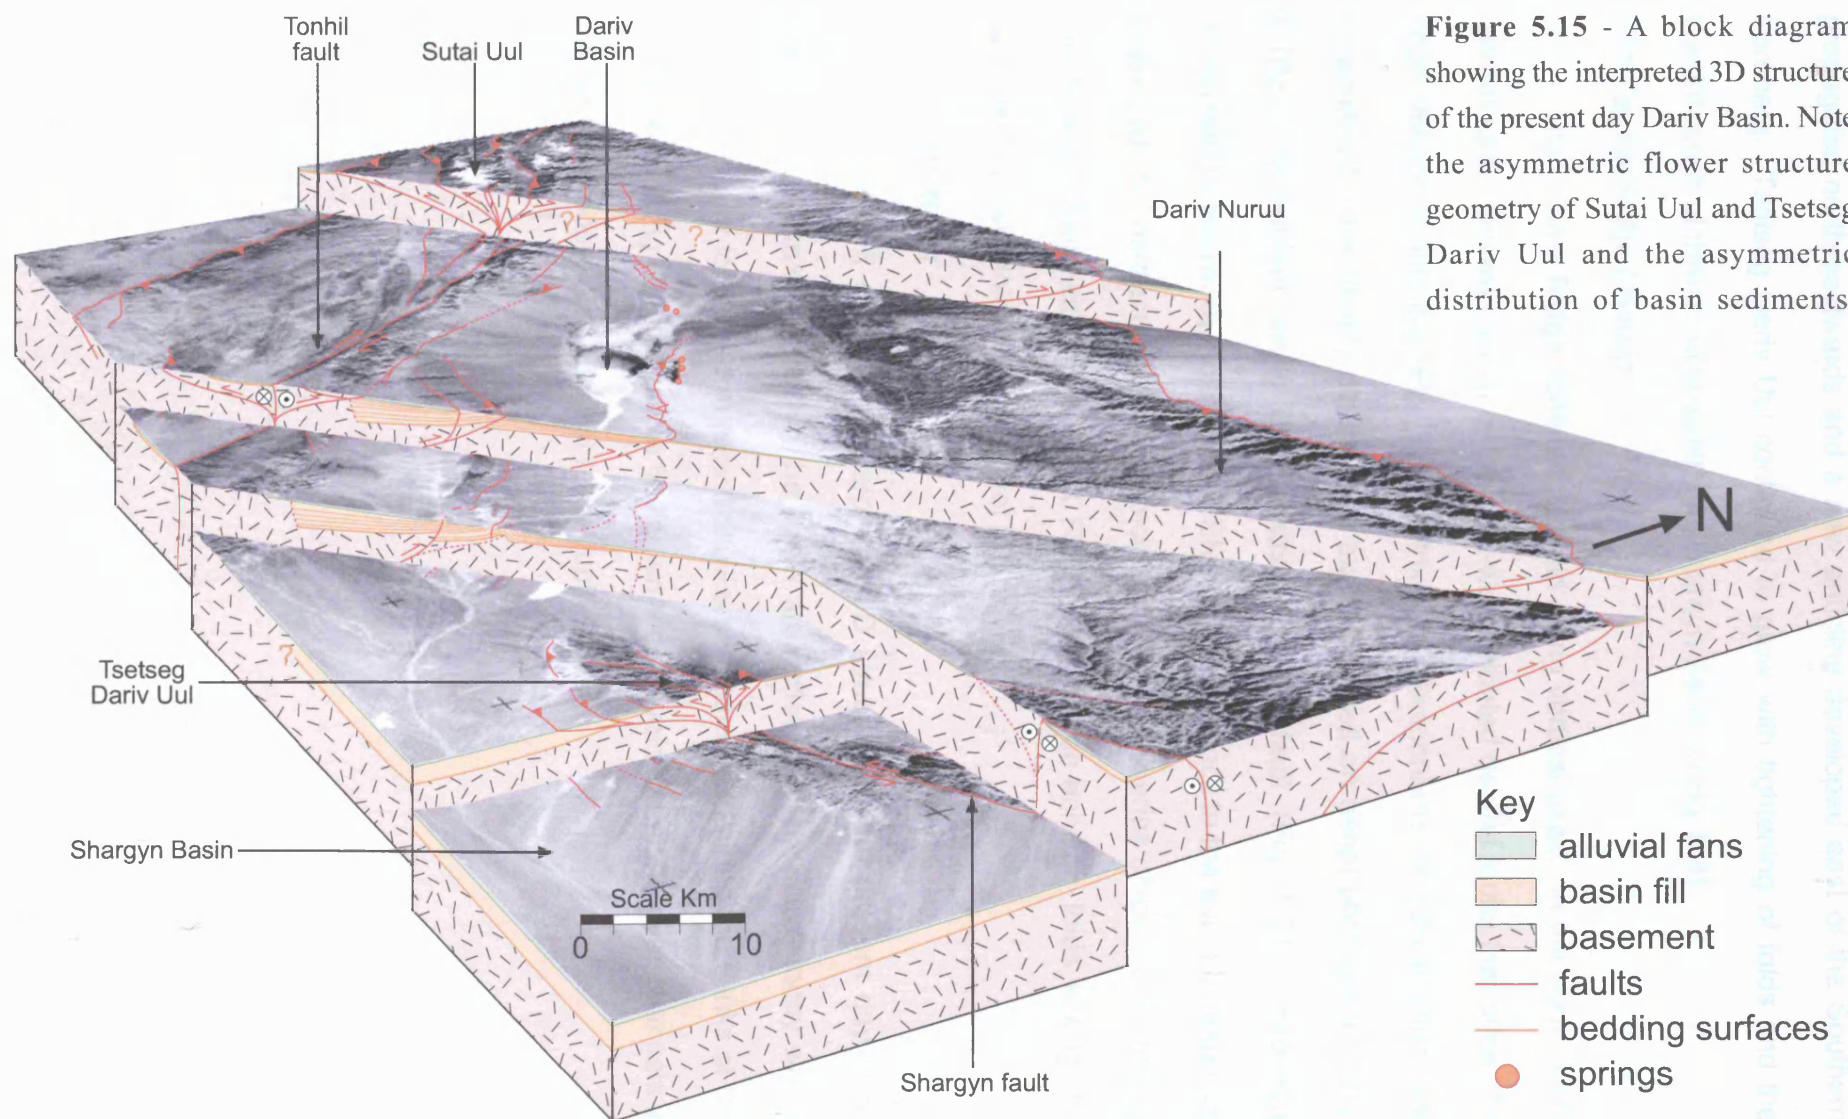 Figure 5.15 - A block diagram
showing the interpreted 3D structure
of the present day Dariv Basin. Note
the asymmetric flower structure
geometry of Sutai Uul and Tsetseg
Dariv Uul and the asymmetric
distribution of basin sediments
Tonhil
fault
Sutai Uul
Dariv
Basin
Dariv Nuruu
?
?
N
?
Tsetseg
Dariv Uul
Shargyn Basin
Scale Km
0 10
Shargyn fault
Key
alluvial fans
basin fill
basement
faults
bedding surfaces
springs